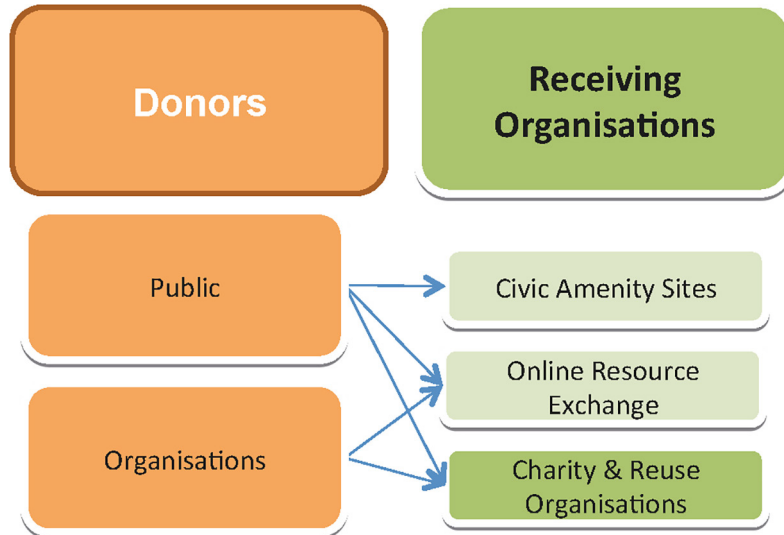 Donors
Receiving
Organisations
Public
Organisations
Civic Amenity Sites
Online Resource
Exchange
Charity & Reuse
Organisations